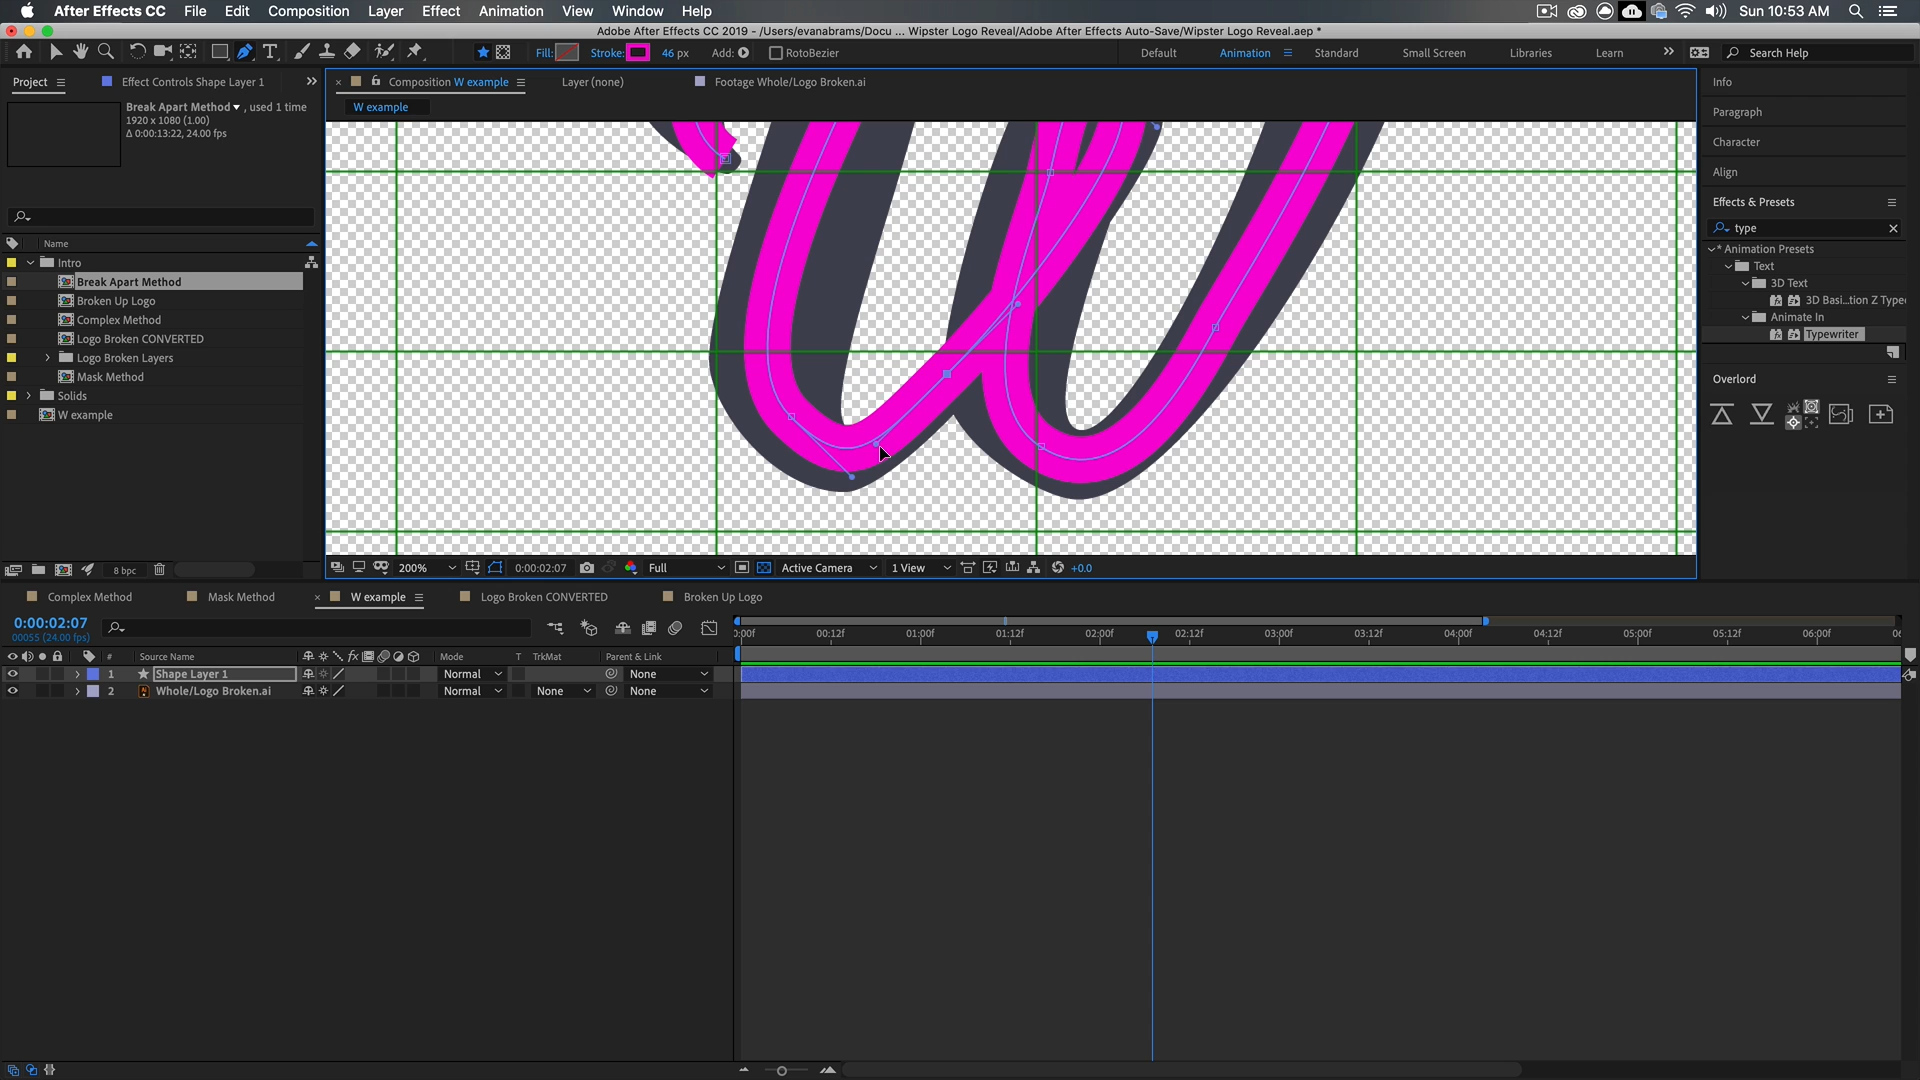 After Effects CC File Edit Composition Layer Effect Animation View Window Help Sun 10:53 AM
Adobe After Effects CC 2019 - /Users/evanabrams/Docu ... Wipster Logo Reveal/Adobe After Effects Auto-Save/Wipster Logo Reveal.aep *
Fill: Stroke: 46 px Add: RotoBezier Default Animation Standard Small Screen Libraries Learn Search Help
Project Effect Controls Shape Layer 1 Composition W example Layer (none) Footage Whole/Logo Broken.ai Info
Break Apart Method , used 1 time
1920 x 1080 (1.00)
Δ 0:00:13:22, 24.00 fps
W example
Paragraph
Character
Align
Effects & Presets
type
Name
* Animation Presets
Text
3D Text
3D Basi...tion Z Type
Animate In
Typewriter
Intro
Break Apart Method
Broken Up Logo
Complex Method
Logo Broken CONVERTED
Logo Broken Layers
Mask Method
Solids
W example
Overlord
8 bpc
200% 0:00:02:07 Full Active Camera 1 View +0.0
Complex Method Mask Method W example Logo Broken CONVERTED Broken Up Logo
0:00:02:07
00055 (24.00 fps)
:00f 00:12f 01:00f 01:12f 02:00f 02:12f 03:00f 03:12f 04:00f 04:12f 05:00f 05:12f 06:00f 06
# Source Name Mode T TrkMat Parent & Link
1 Shape Layer 1 Normal None
2 Whole/Logo Broken.ai Normal None None